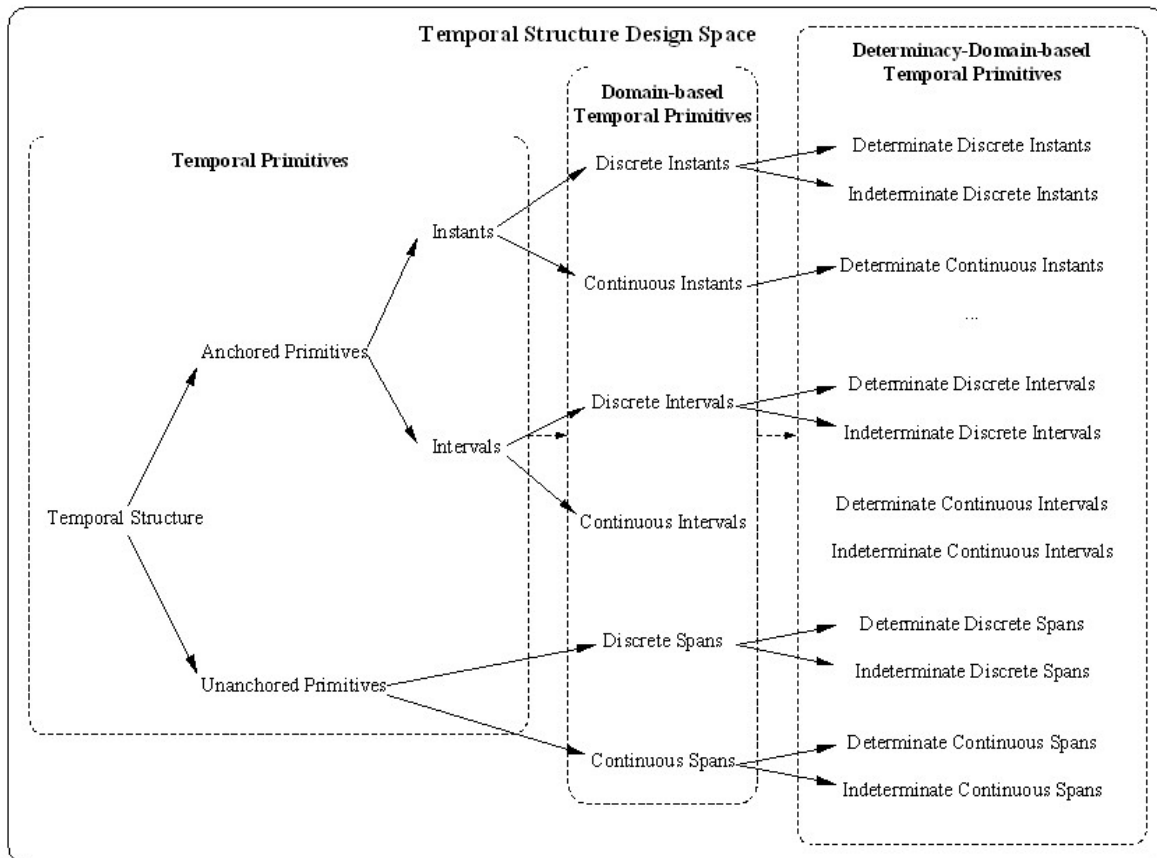 Temporal Structure Design Space
Determinacy-Domain-based
Temporal Primitives
Domain-based
Temporal Primitives
Temporal Primitives
Determinate Discrete Instants
Discrete Instants
Indeterminate Discrete Instants
Instants
Determinate Continuous Instants
Continuous Instants
...
Anchored Primitives
Determinate Discrete Intervals
Discrete Intervals
Indeterminate Discrete Intervals
Intervals
Determinate Continuous Intervals
Temporal Structure
Continuous Intervals
Indeterminate Continuous Intervals
Determinate Discrete Spans
Discrete Spans
Indeterminate Discrete Spans
Unanchored Primitives
Determinate Continuous Spans
Continuous Spans
Indeterminate Continuous Spans